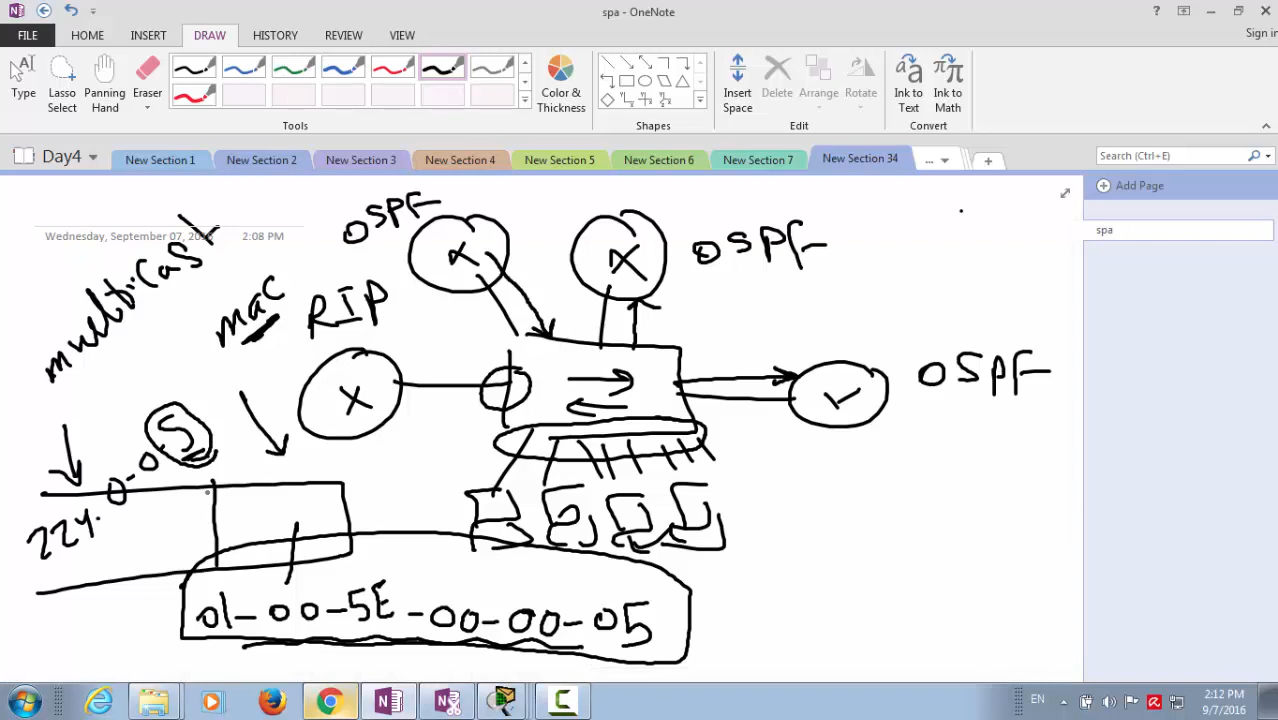 spa - OneNote
FILE HOME INSERT DRAW HISTORY REVIEW VIEW
Sign in
Type
Lasso Select
Panning Hand
Eraser
Color & Thickness
Insert Space
Delete
Arrange
Rotate
Ink to Text
Ink to Math
Tools
Shapes
Edit
Convert
Day4
New Section 1
New Section 2
New Section 3
New Section 4
New Section 5
New Section 6
New Section 7
New Section 34
...
Search (Ctrl+E)
Add Page
spa
Wednesday, September 07, 2:08 PM
OSPF
OSPF
multicast
mac
RIP
OSPF
224.0.0.5
01-00-5E-00-00-05
EN
2:12 PM
9/7/2016